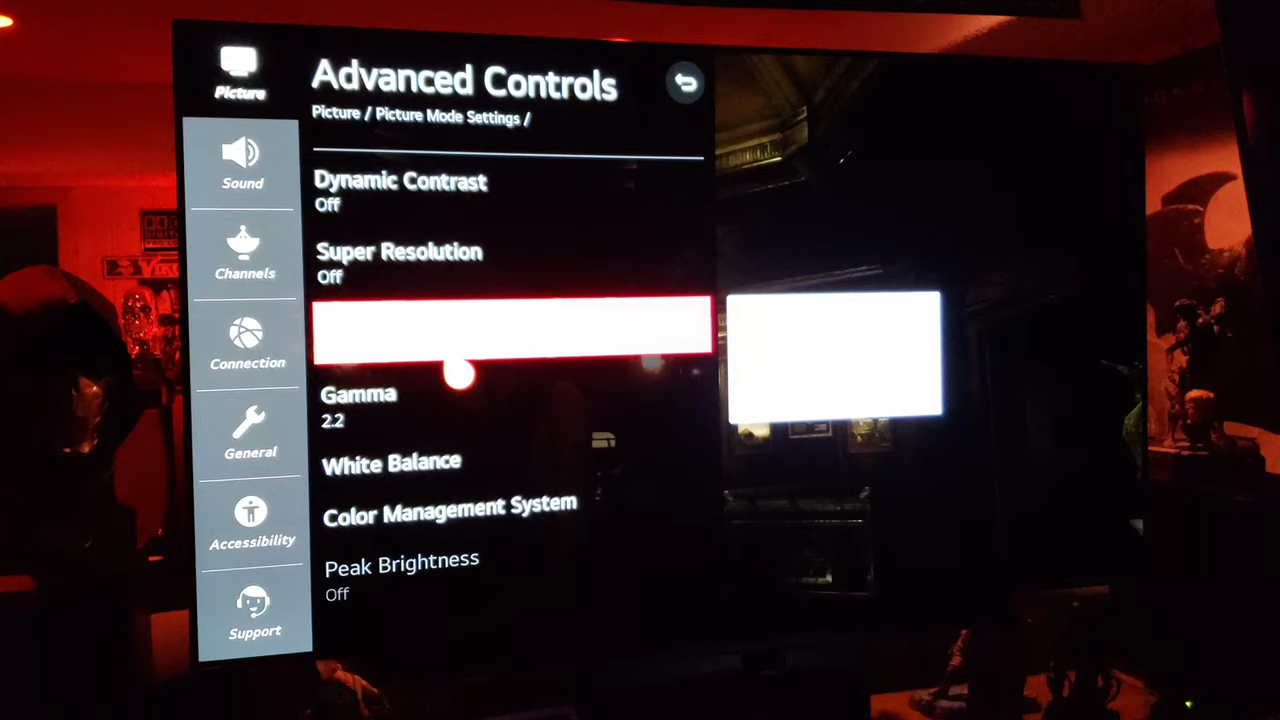 Picture
Sound
Channels
Connection
General
Accessibility
Support
Advanced Controls
Picture / Picture Mode Settings /
Dynamic Contrast
Off
Super Resolution
Off
Gamma
2.2
White Balance
Color Management System
Peak Brightness
Off